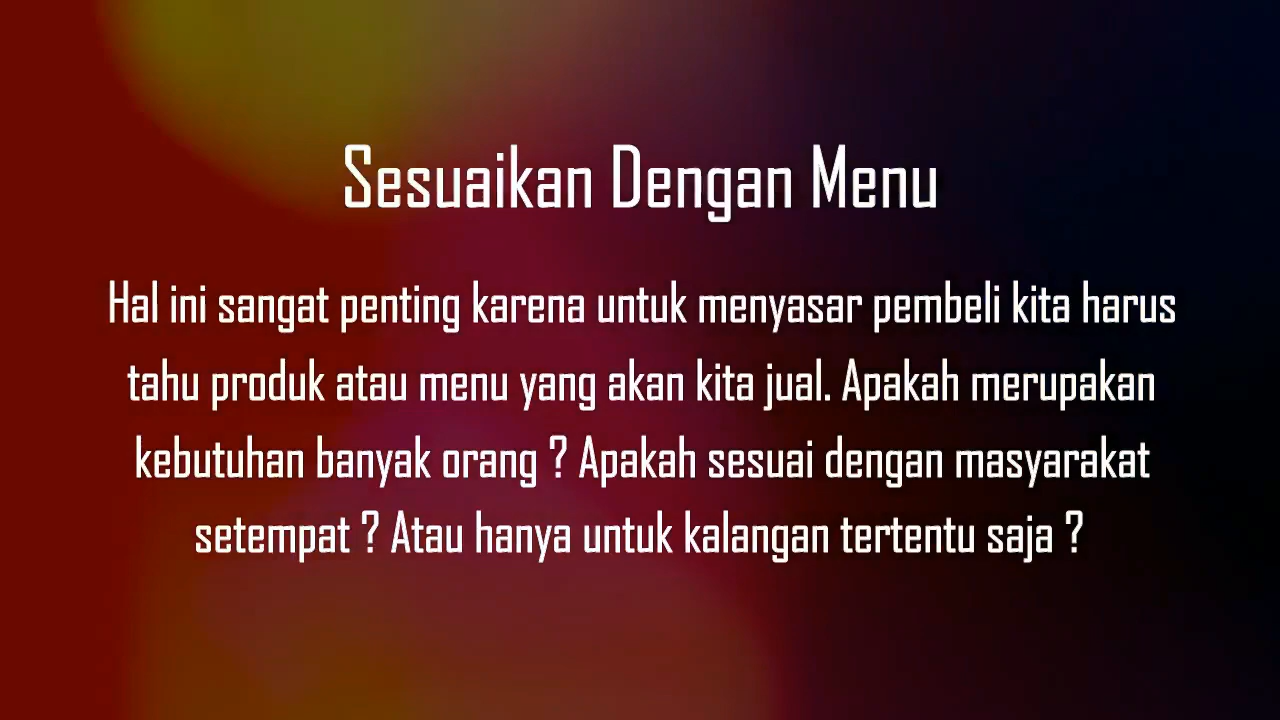 Sesuaikan Dengan Menu
Hal ini sangat penting karena untuk menyasar pembeli kita harus
tahu produk atau menu yang akan kita jual. Apakah merupakan
kebutuhan banyak orang ? Apakah sesuai dengan masyarakat
setempat ? Atau hanya untuk kalangan tertentu saja ?